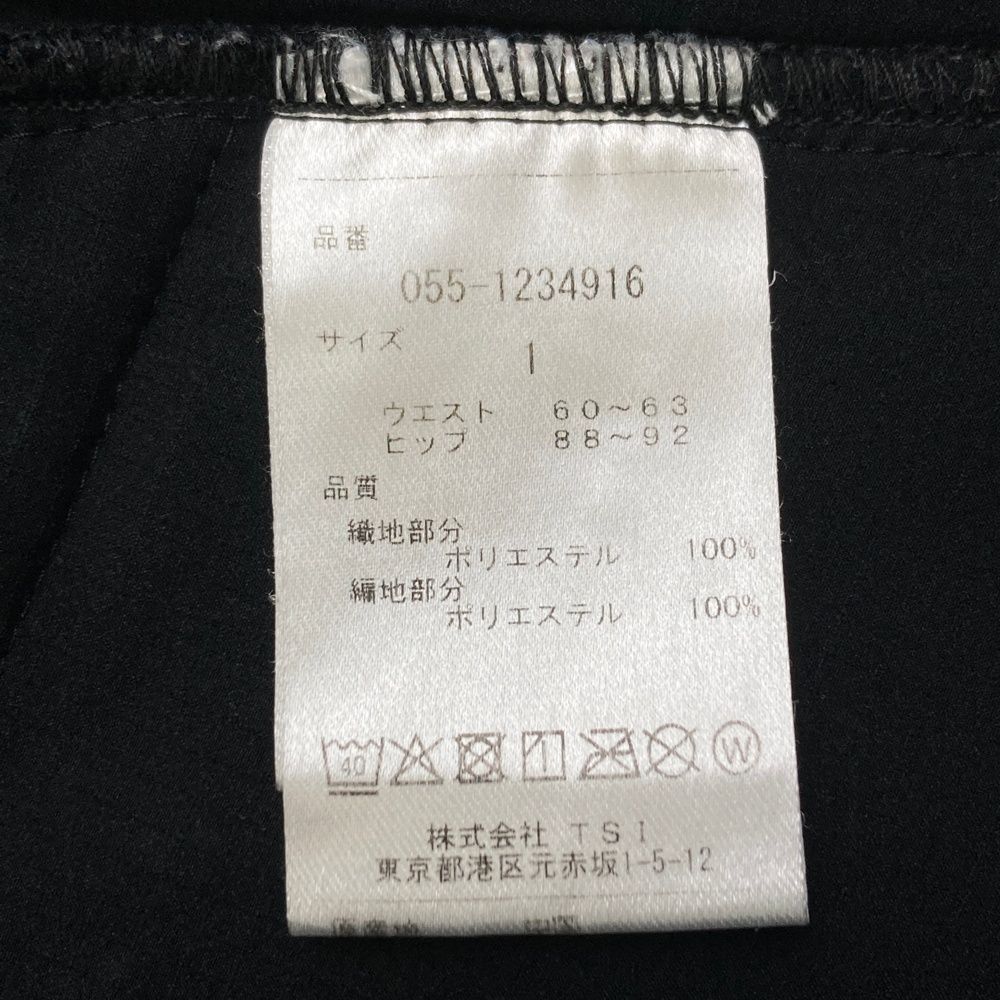 品番
055-1234916
サイズ
1
ウエスト 60~63
ヒップ 88~92
品質
織地部分
ポリエステル 100%
編地部分
ポリエステル 100%
40
W
株式会社 TSI
東京都港区元赤坂1-5-12